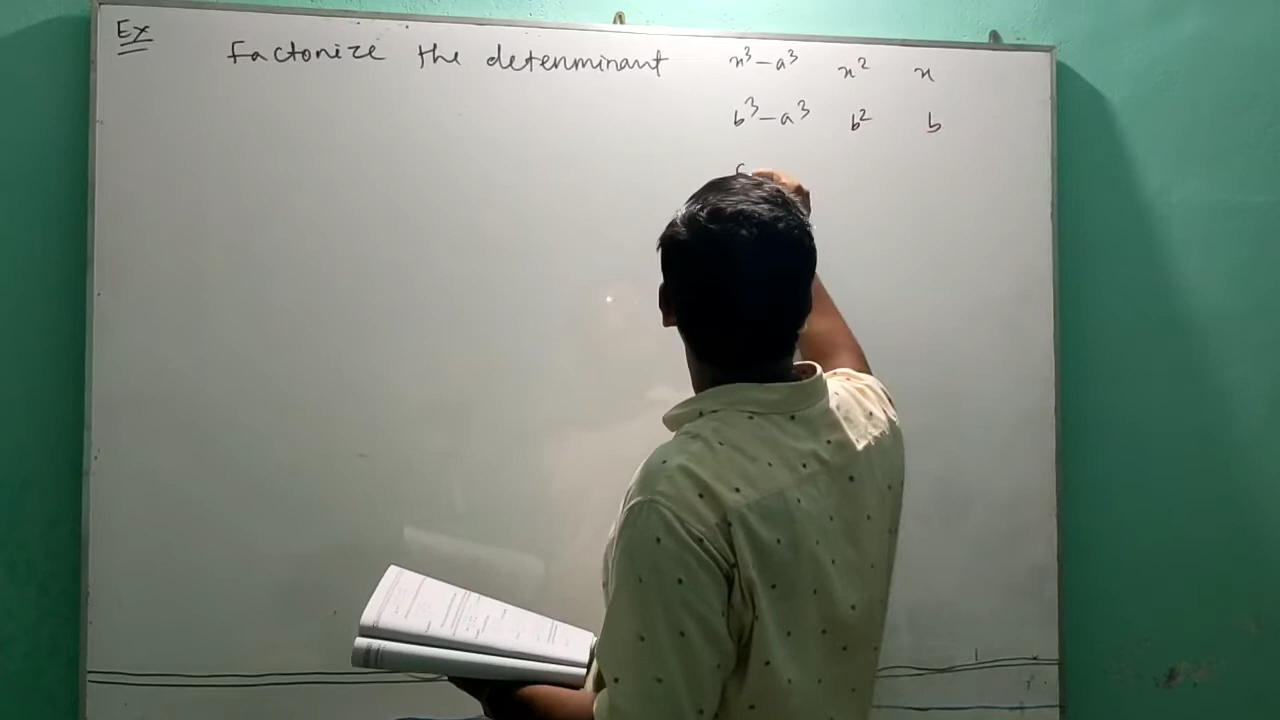 Ex
Factorize the determinant x³-a³ x² x
b³-a³ b² b